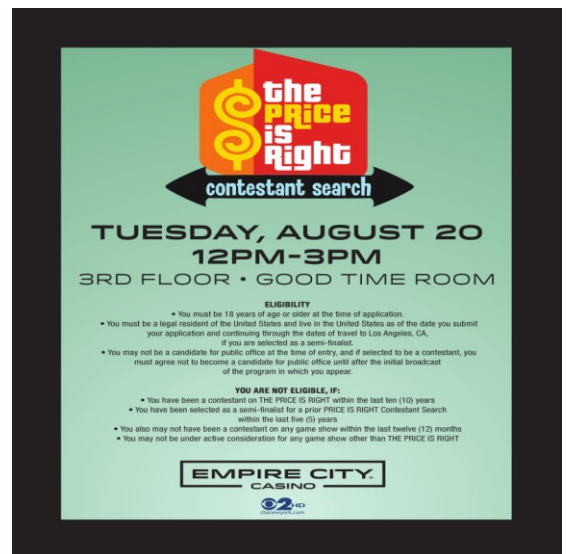 the
PRICE
is
Right
contestant search
TUESDAY, AUGUST 20
12PM-3PM
3RD FLOOR • GOOD TIME ROOM
ELIGIBILITY
• You must be 18 years of age or older at the time of application.
• You must be a legal resident of the United States and live in the United States as of the date you submit
your application and continuing through the dates of travel to Los Angeles, CA,
if you are selected as a semi-finalist.
• You may not be a candidate for public office at the time of entry, and if selected to be a contestant, you
must agree not to become a candidate for public office until after the initial broadcast
of the program in which you appear.
YOU ARE NOT ELIGIBLE, IF:
• You have been a contestant on THE PRICE IS RIGHT within the last ten (10) years
• You have been selected as a semi-finalist for a prior PRICE IS RIGHT Contestant Search
within the last five (5) years
• You also may not have been a contestant on any game show within the last twelve (12) months
• You may not be under active consideration for any game show other than THE PRICE IS RIGHT
EMPIRE CITY
CASINO
2HD
cbsnewyork.com